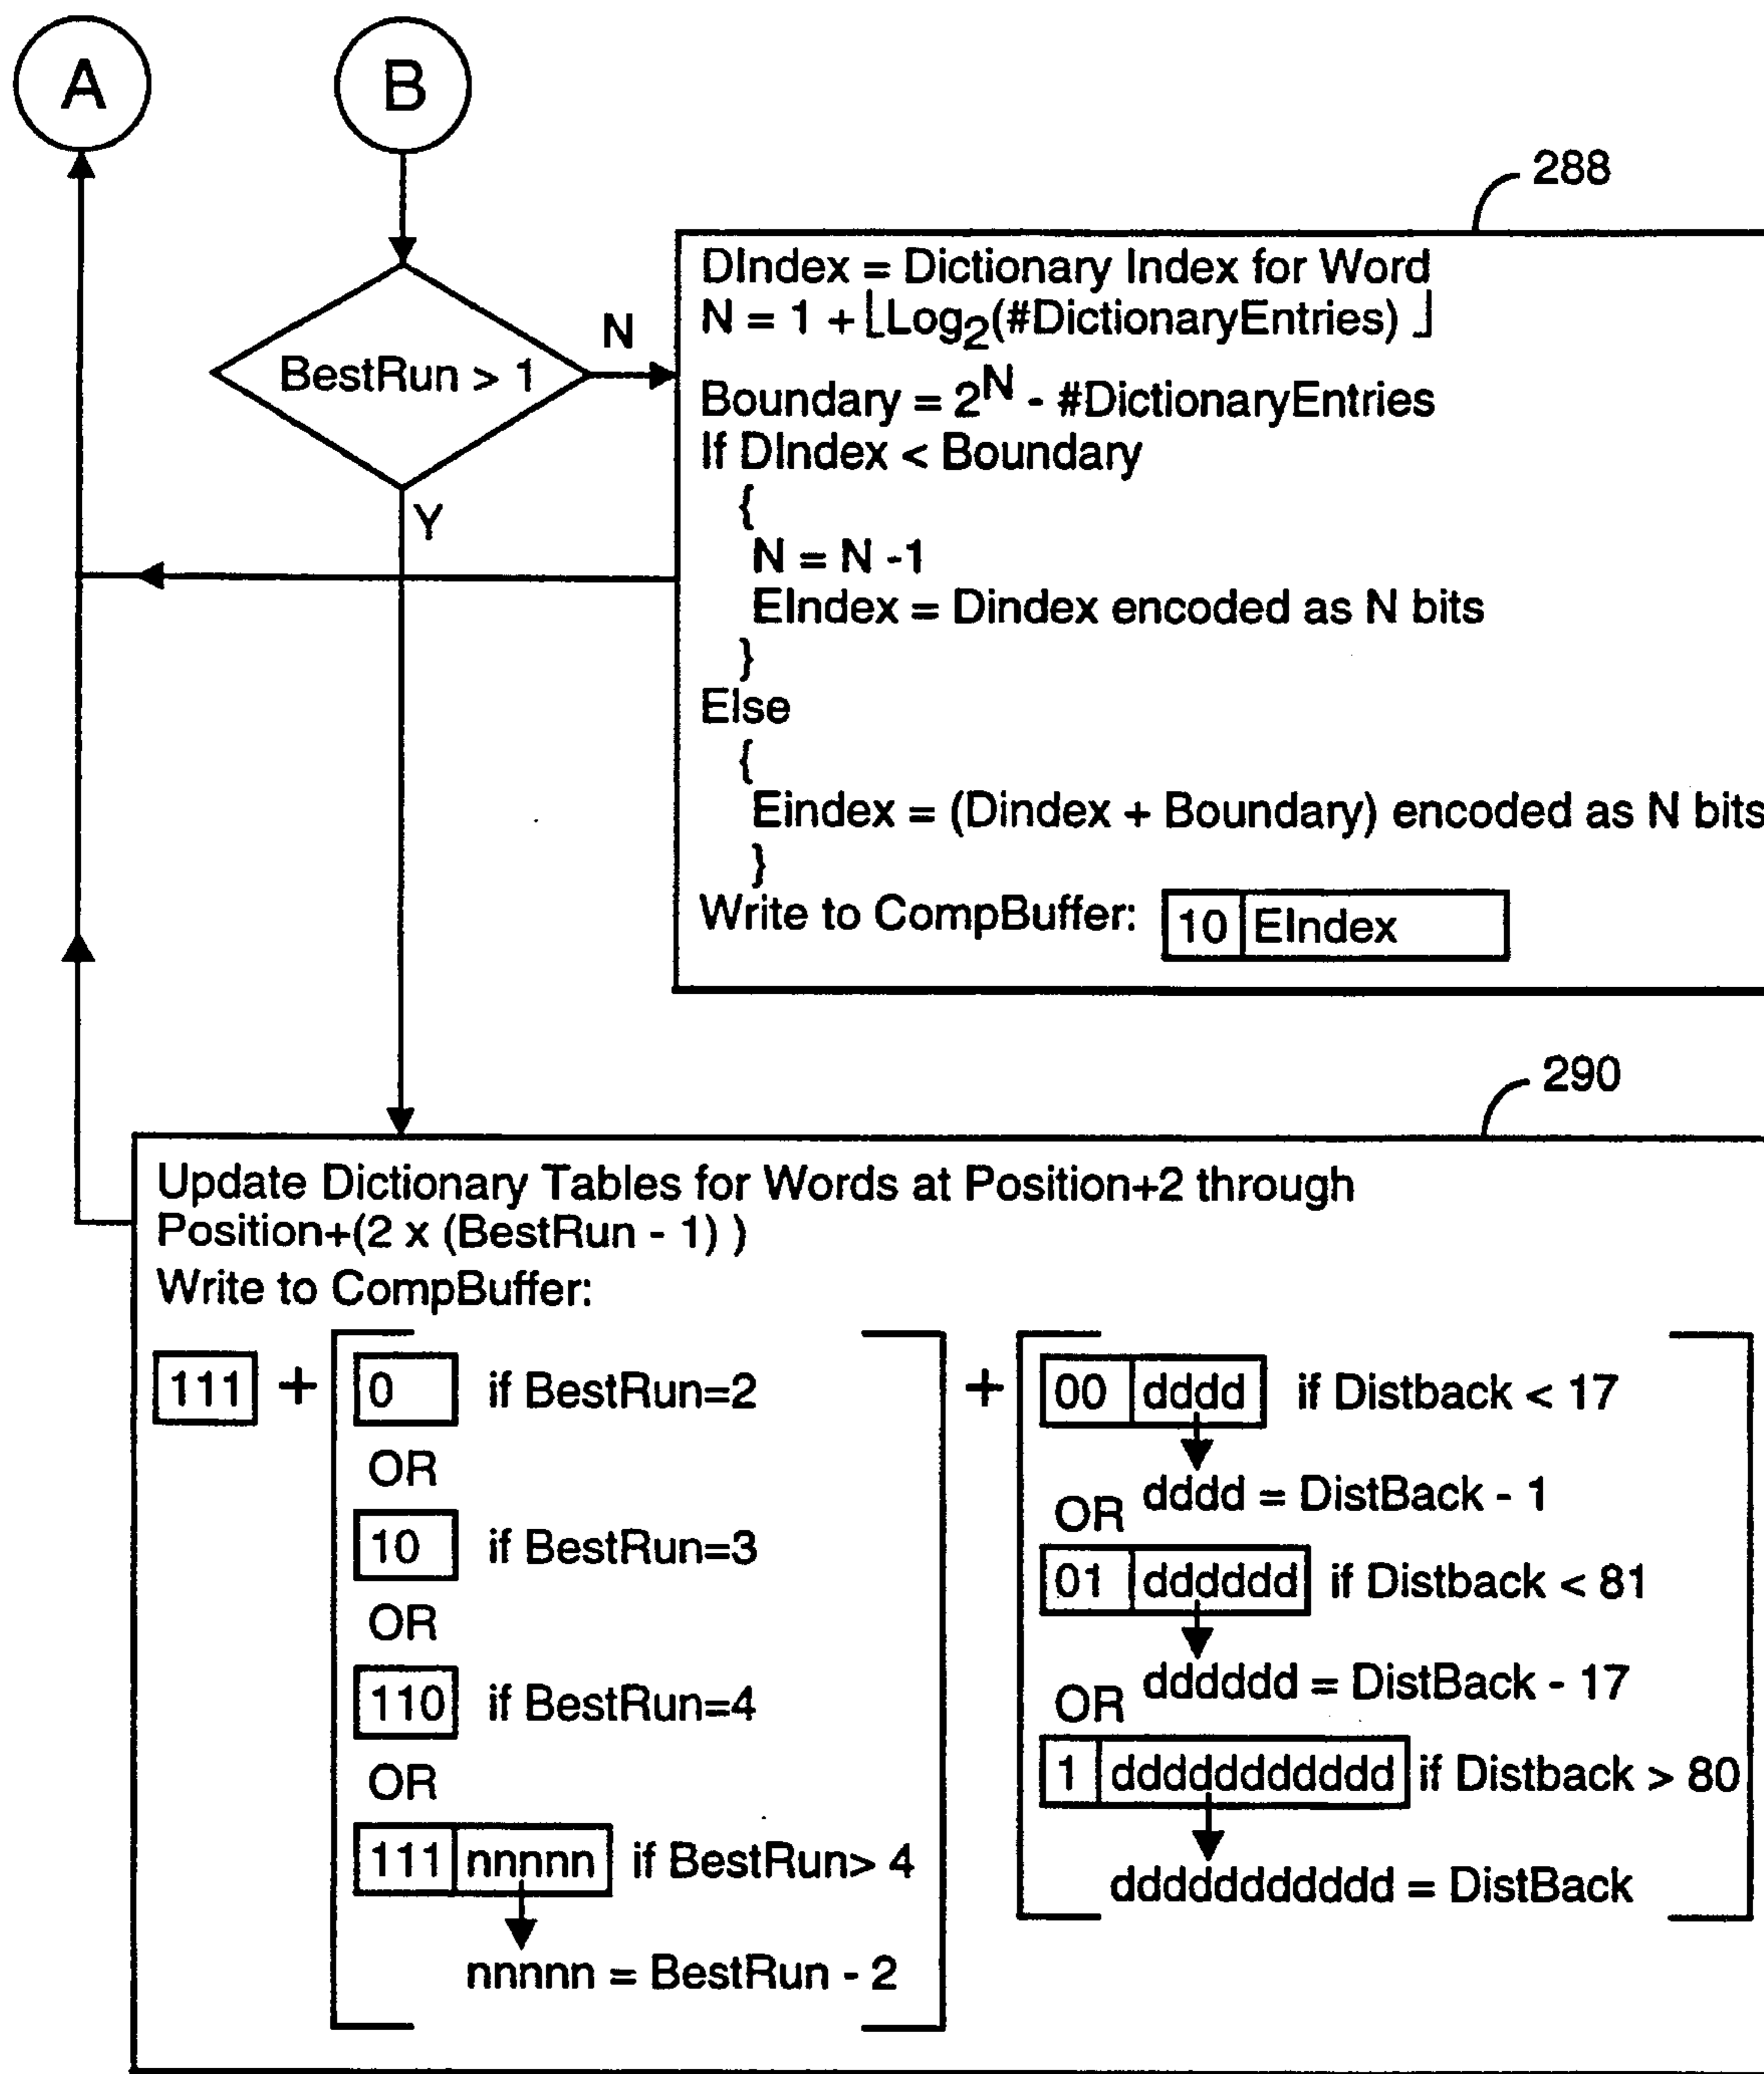 A
B
288
BestRun > 1
N
Y
DIndex = Dictionary Index for Word
N = 1 + ⌊Log₂(#DictionaryEntries) ⌋
Boundary = 2^N - #DictionaryEntries
If DIndex < Boundary
{
N = N -1
EIndex = Dindex encoded as N bits
}
Else
{
Eindex = (Dindex + Boundary) encoded as N bits
}
Write to CompBuffer: 10 EIndex
290
Update Dictionary Tables for Words at Position+2 through
Position+(2 x (BestRun - 1) )
Write to CompBuffer:
111 +
0 if BestRun=2
OR
10 if BestRun=3
OR
110 if BestRun=4
OR
111 nnnnn if BestRun> 4
nnnnn = BestRun - 2
+
00 dddd if Distback < 17
dddd = DistBack - 1
OR
01 dddddd if Distback < 81
dddddd = DistBack - 17
OR
1 ddddddddddd if Distback > 80
ddddddddddd = DistBack